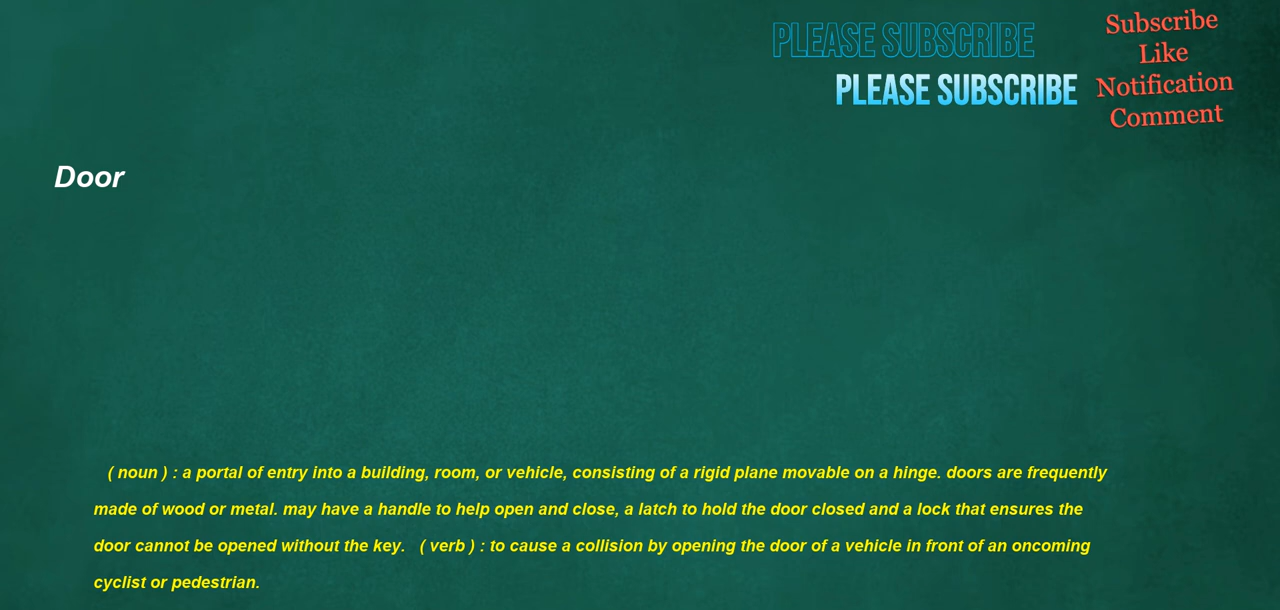 PLEASE SUBSCRIBE
PLEASE SUBSCRIBE
Subscribe
Like
Notification
Comment
Door
( noun ) : a portal of entry into a building, room, or vehicle, consisting of a rigid plane movable on a hinge. doors are frequently
made of wood or metal. may have a handle to help open and close, a latch to hold the door closed and a lock that ensures the
door cannot be opened without the key. ( verb ) : to cause a collision by opening the door of a vehicle in front of an oncoming
cyclist or pedestrian.